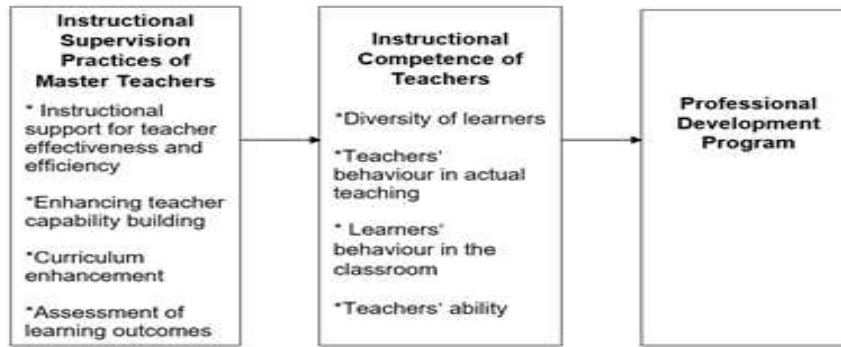 Instructional
Supervision
Practices of
Master Teachers
* Instructional
support for teacher
effectiveness and
efficiency
*Enhancing teacher
capability building
*Curriculum
enhancement
*Assessment of
learning outcomes
Instructional
Competence of
Teachers
*Diversity of learners
*Teachers'
behaviour in actual
teaching
* Learners'
behaviour in the
classroom
*Teachers' ability
Professional
Development
Program